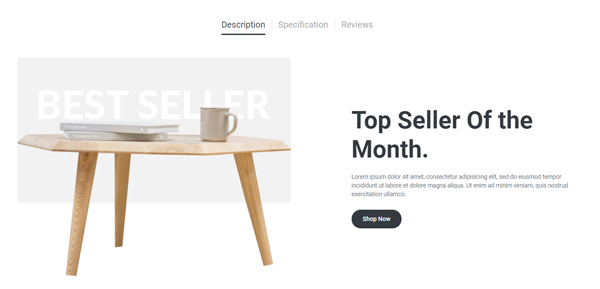 Description Specification Reviews
BEST SELLER
Top Seller Of the
Month.
Lorem ipsum dolor sit amet, consectetur adipisicing elit, sed do eiusmod tempor
incididunt ut labore et dolore magna aliqua. Ut enim ad minim veniam, quis nostrud
exercitation ullamco.
Shop Now